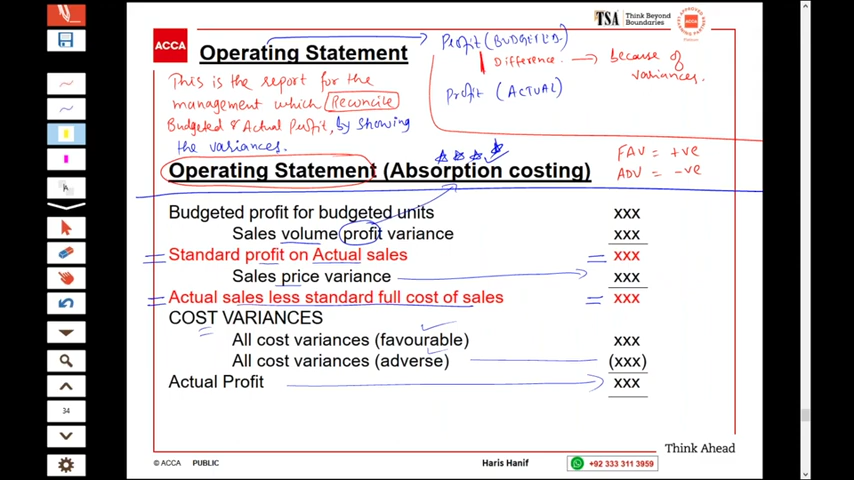 TSA Think Beyond
Boundaries
ACCA
ACCA
Operating Statement
Profit (BUDGETED)
Difference. → Because of
variances.
Profit (ACTUAL)
This is the report for the
management which Reconcile
Budgeted & Actual Profit, by showing
the variances.
FAV = +ve
ADV = -ve
Operating Statement (Absorption costing)
Budgeted profit for budgeted units xxx
Sales volume profit variance xxx
Standard profit on Actual sales = xxx
Sales price variance xxx
Actual sales less standard full cost of sales = xxx
COST VARIANCES
All cost variances (favourable) xxx
All cost variances (adverse) (xxx)
Actual Profit xxx
34
Think Ahead
© ACCA PUBLIC
Haris Hanif
+92 333 311 3959